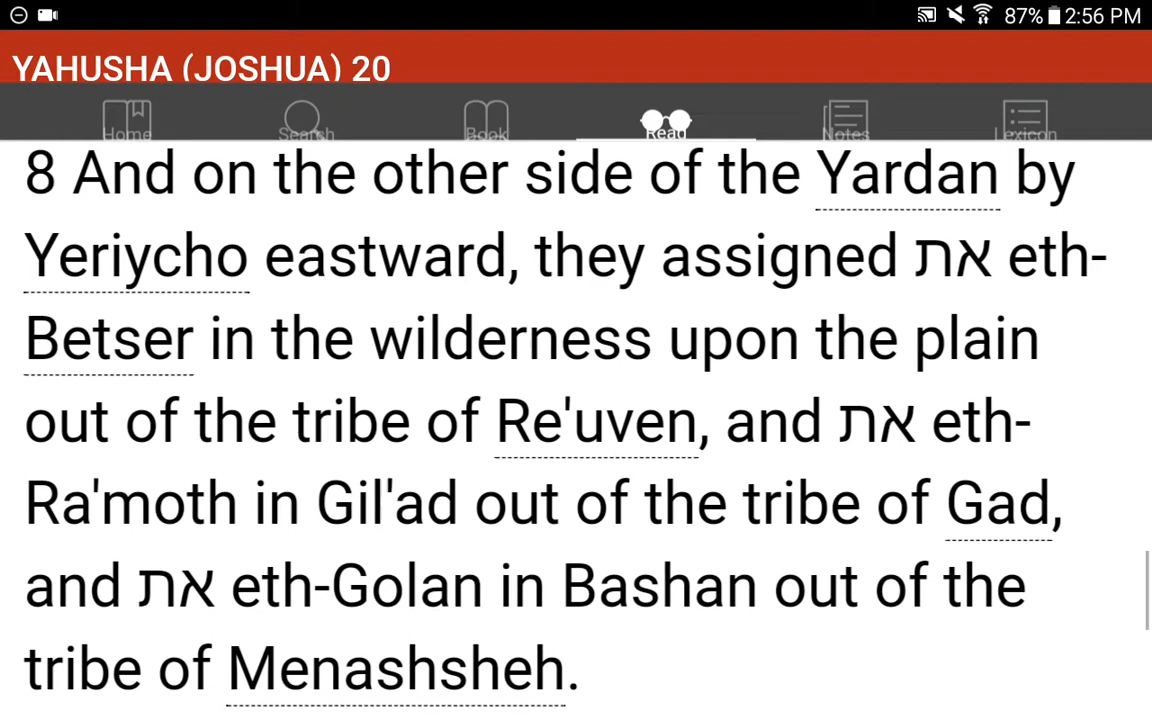 87% 2:56 PM
YAHUSHA (JOSHUA) 20
Home Search Book Read Notes Lexicon
8 And on the other side of the Yardan by
Yeriycho eastward, they assigned את eth-
Betser in the wilderness upon the plain
out of the tribe of Re'uven, and את eth-
Ra'moth in Gil'ad out of the tribe of Gad,
and את eth-Golan in Bashan out of the
tribe of Menashsheh.